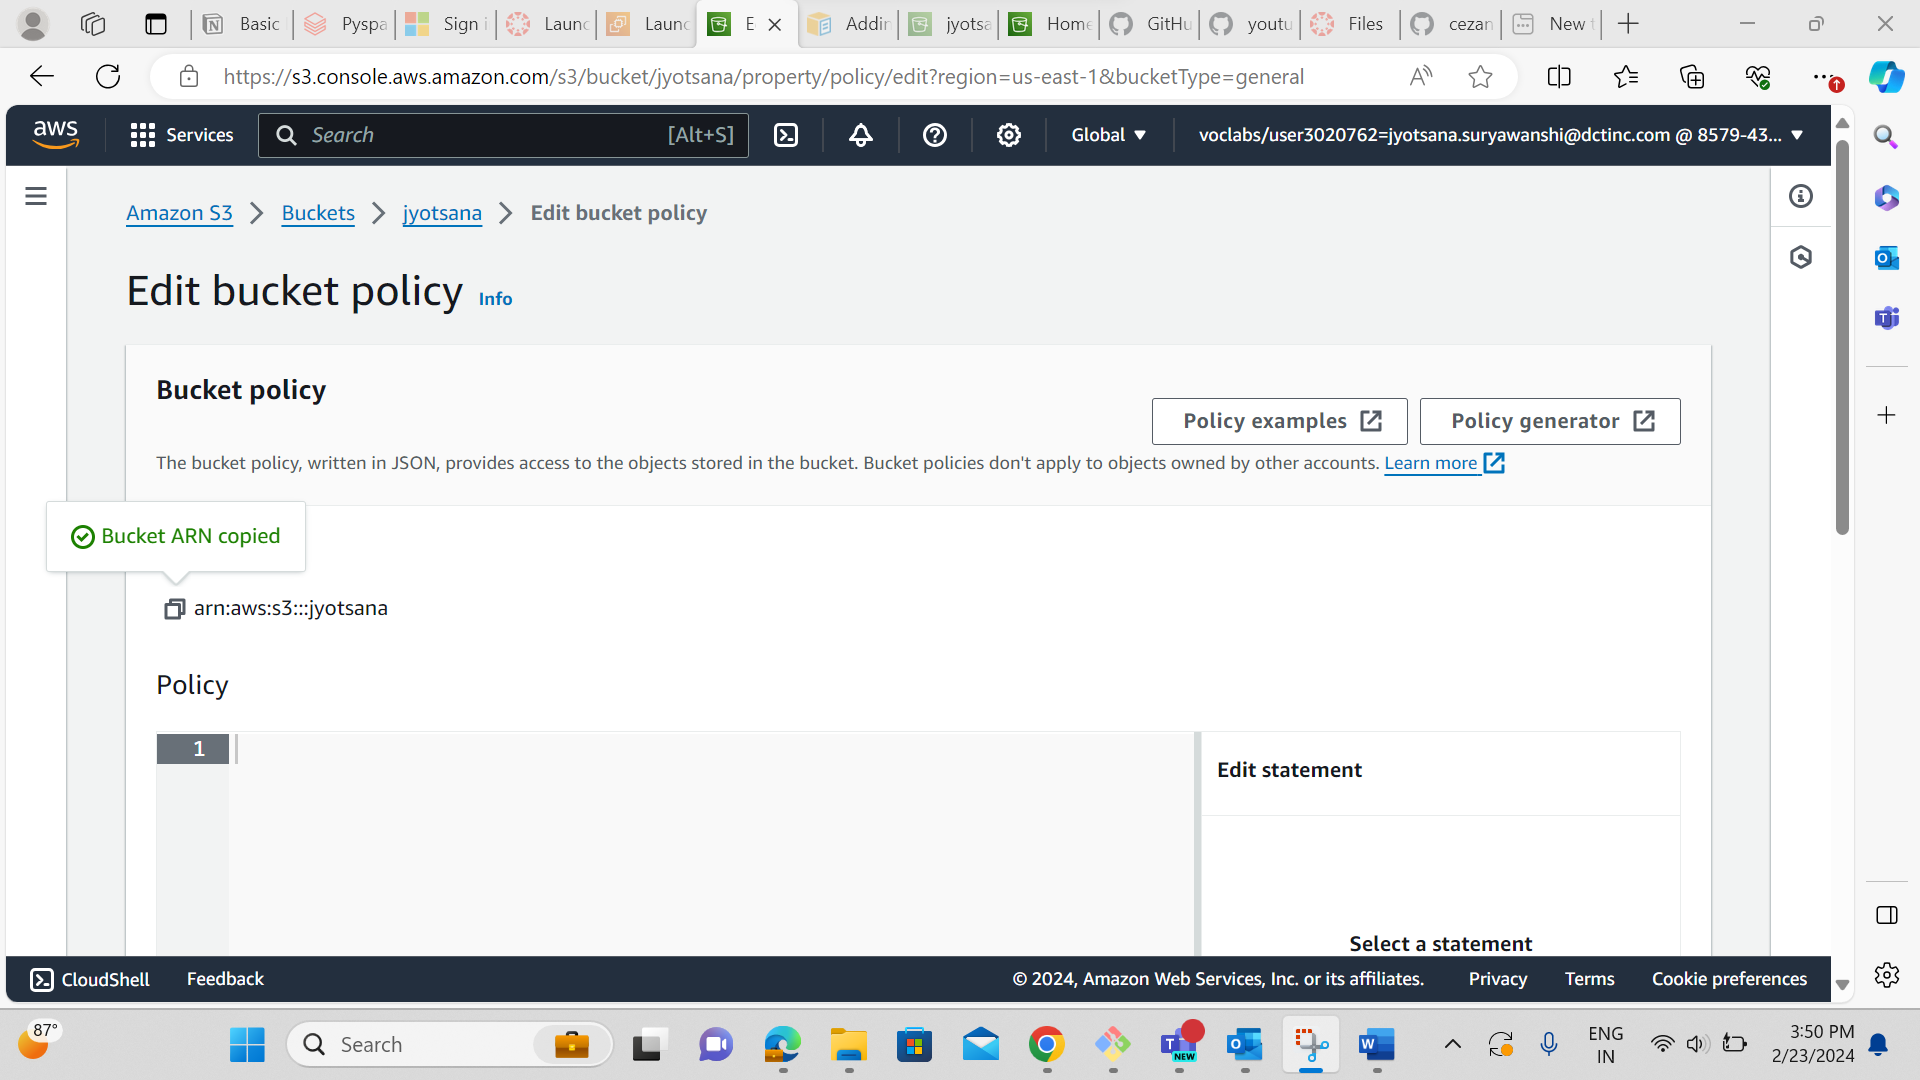 Basic
Pyspa
Sign i
Launc
Launc
E
Addin
jyotsa
Home
GitHu
youtu
Files
cezan
New t
https://s3.console.aws.amazon.com/s3/bucket/jyotsana/property/policy/edit?region=us-east-1&bucketType=general
aws
Services
Search
[Alt+S]
Global
voclabs/user3020762=jyotsana.suryawanshi@dctinc.com @ 8579-43...
Amazon S3
Buckets
jyotsana
Edit bucket policy
Edit bucket policy Info
Bucket policy
Policy examples
Policy generator
The bucket policy, written in JSON, provides access to the objects stored in the bucket. Bucket policies don't apply to objects owned by other accounts. Learn more
Bucket ARN copied
arn:aws:s3:::jyotsana
Policy
1
Edit statement
Select a statement
CloudShell
Feedback
© 2024, Amazon Web Services, Inc. or its affiliates.
Privacy
Terms
Cookie preferences
87°
Search
NEW
ENG
IN
3:50 PM
2/23/2024